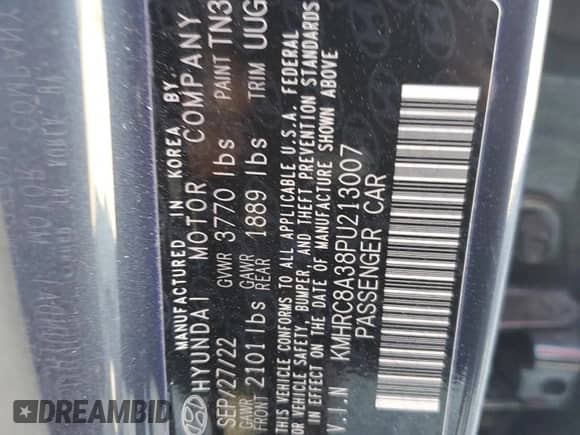 MANUFACTURED IN KOREA BY
HYUNDAI MOTOR COMPANY
SEP/27/22 GVWR 3770 lbs PAINT TN3
GAWR FRONT 2101lbs GAWR REAR 1889 lbs TRIM UUG
THIS VEHICLE CONFORMS TO ALL APPLICABLE U.S.A. FEDERAL
MOTOR VEHICLE SAFETY, BUMPER, AND THEFT PREVENTION STANDARDS
IN EFFECT ON THE DATE OF MANUFACTURE SHOWN ABOVE
V.I.N KMHRC8A38PU213007
PASSENGER CAR
DREAMBID